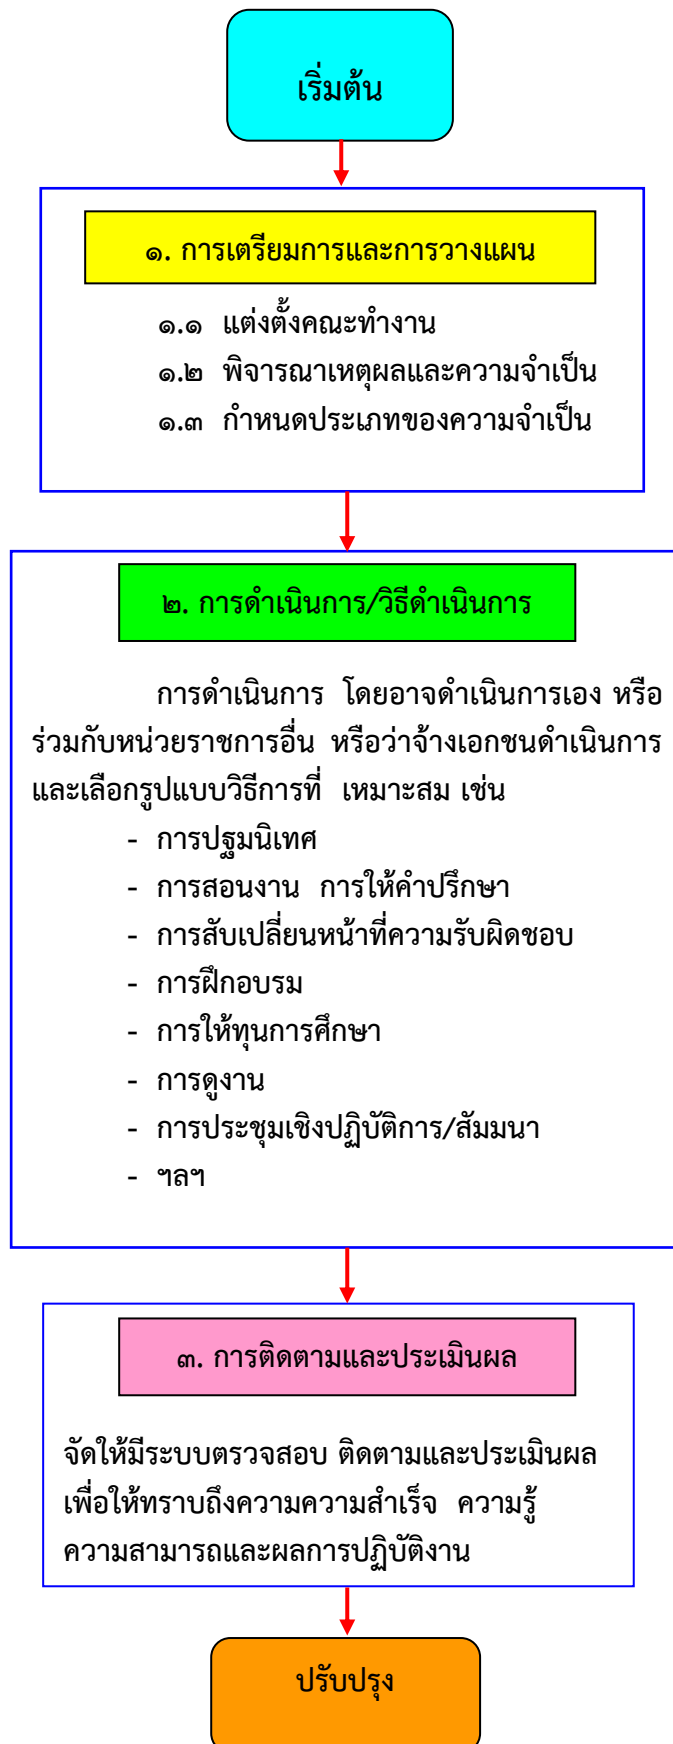 เริ่มต้น
๑. การเตรียมการและการวางแผน
๑.๑ แต่งตั้งคณะทำงาน
๑.๒ พิจารณาเหตุผลและความจำเป็น
๑.๓ กำหนดประเภทของความจำเป็น
๒. การดำเนินการ/วิธีดำเนินการ
การดำเนินการ โดยอาจดำเนินการเอง หรือ
ร่วมกับหน่วยราชการอื่น หรือว่าจ้างเอกชนดำเนินการ
และเลือกรูปแบบวิธีการที่ เหมาะสม เช่น
- การปฐมนิเทศ
- การสอนงาน การให้คำปรึกษา
- การสับเปลี่ยนหน้าที่ความรับผิดชอบ
- การฝึกอบรม
- การให้ทุนการศึกษา
- การดูงาน
- การประชุมเชิงปฏิบัติการ/สัมมนา
- ฯลฯ
๓. การติดตามและประเมินผล
จัดให้มีระบบตรวจสอบ ติดตามและประเมินผล
เพื่อให้ทราบถึงความความสำเร็จ ความรู้
ความสามารถและผลการปฏิบัติงาน
ปรับปรุง